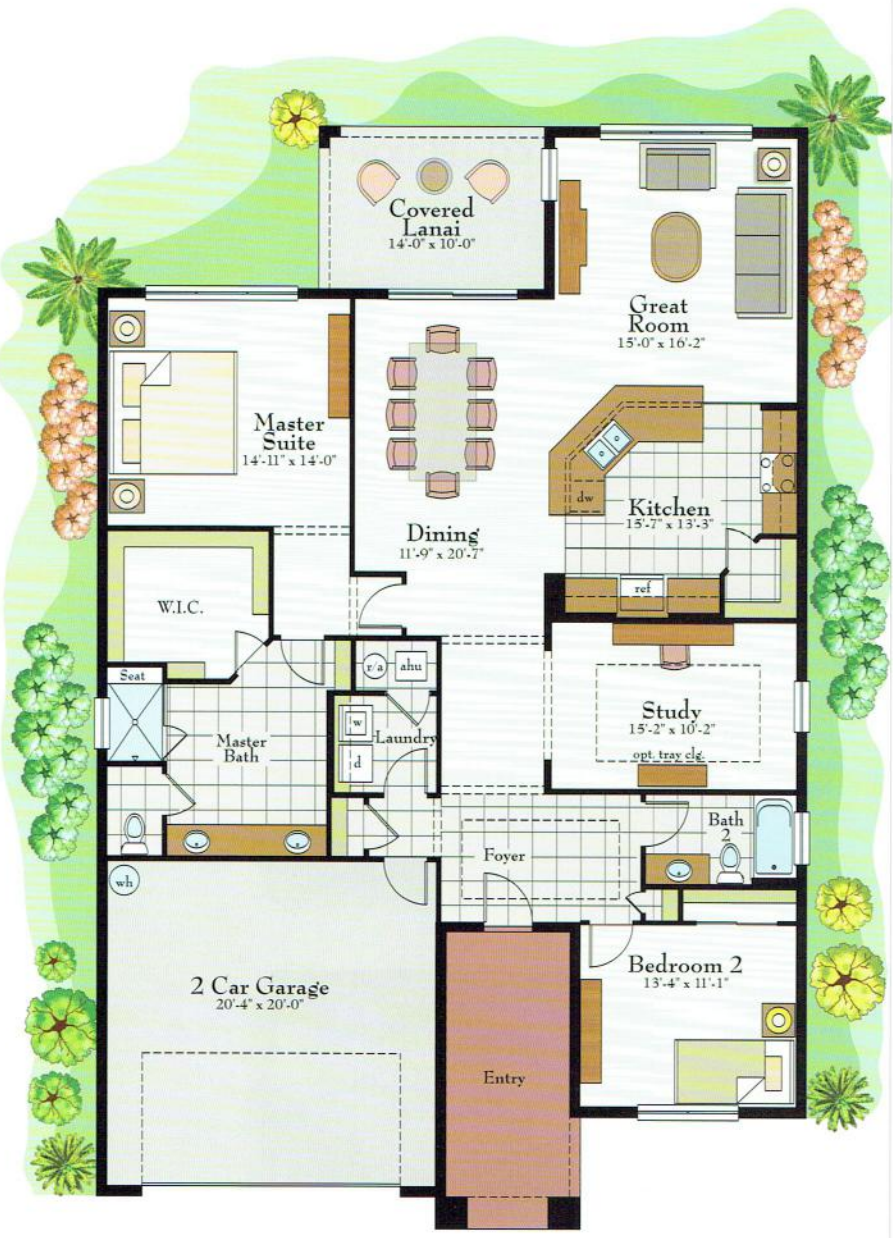 Covered
Lanai
14'-0" x 10'-0"
Great
Room
15'-0" x 16'-2"
Master
Suite
14'-11" x 14'-0"
dw
Kitchen
15'-7" x 13'-3"
Dining
11'-9" x 20'-7"
ref
W.I.C.
Seat
r/a
ahu
Study
15'-2" x 10'-2"
opt. tray clg.
w
Laundry
d
Master
Bath
Bath
2
Foyer
wh
2 Car Garage
20'-4" x 20'-0"
Bedroom 2
13'-4" x 11'-1"
Entry